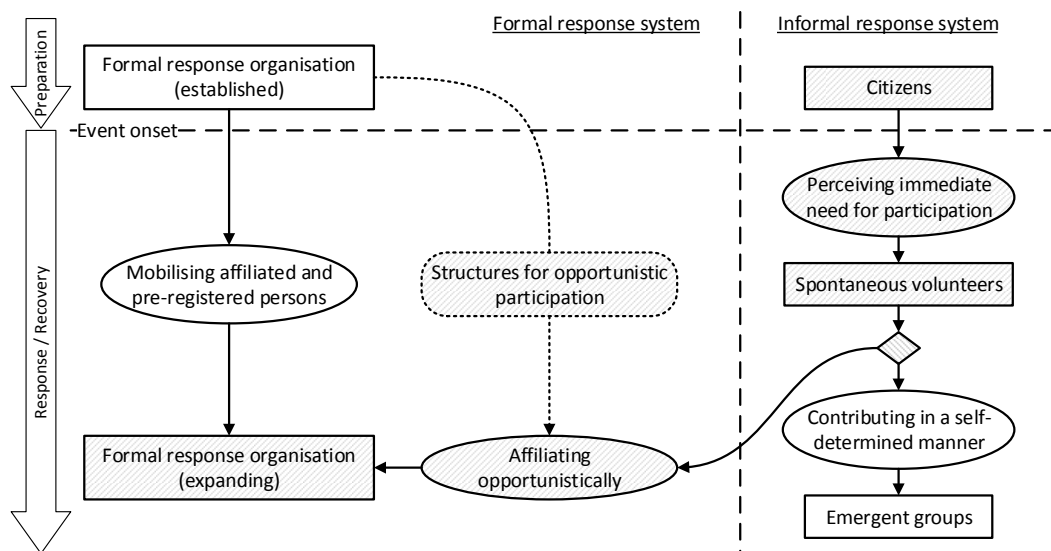 Formal response system
Informal response system
Preparation
Formal response organisation
(established)
Citizens
Event onset
Perceiving immediate
need for participation
Mobilising affiliated and
pre-registered persons
Structures for opportunistic
participation
Spontaneous volunteers
Response / Recovery
Contributing in a self-
determined manner
Formal response organisation
(expanding)
Affiliating
opportunistically
Emergent groups